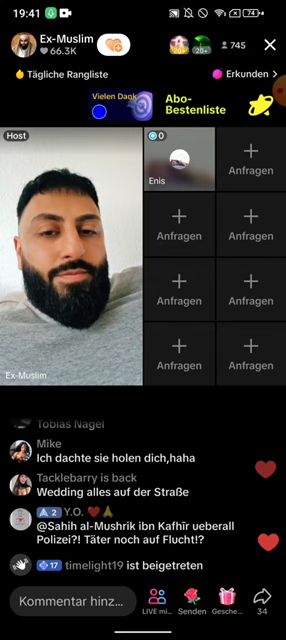 19:41
74
Ex-Muslim
66.3K
20+
28+
745
Tägliche Rangliste
Erkunden >
Vielen Dank
Abo-
Bestenliste
Host
0
Enis
Anfragen
Anfragen
Anfragen
Anfragen
Anfragen
Anfragen
Anfragen
Ex-Muslim
Tobias Nagel
Mike
Ich dachte sie holen dich,haha
Tacklebarry is back
Wedding alles auf der Straße
2 Y.O. ❤️🙏
@Sahih al-Mushrik ibn Kafhīr ueberall
Polizei?! Täter noch auf Flucht!?
17 timelight19 ist beigetreten
Kommentar hinz...
LIVE mi...
Senden
Gesche...
34